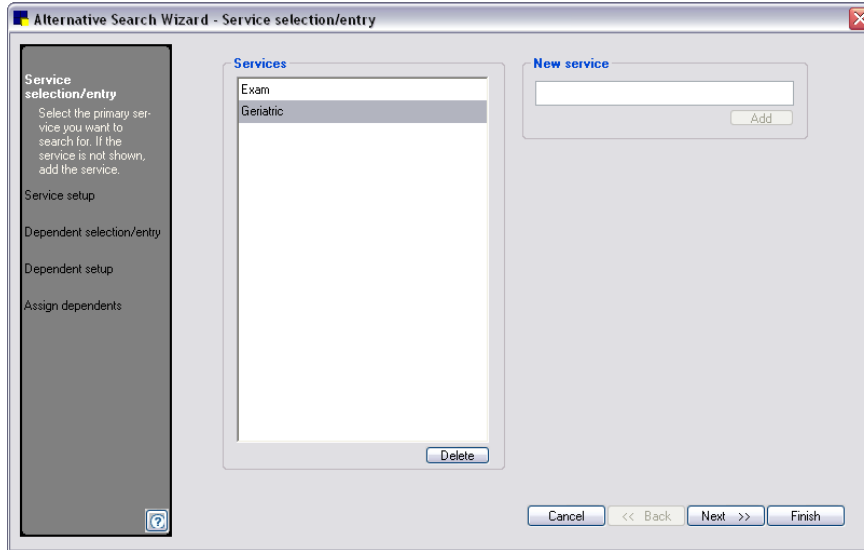 Alternative Search Wizard - Service selection/entry
Service
selection/entry
Select the primary ser-
vice you want to
search for. If the
service is not shown,
add the service.
Service setup
Dependent selection/entry
Dependent setup
Assign dependents
Services
Exam
Geriatric
Delete
New service
Add
Cancel
<< Back
Next >>
Finish